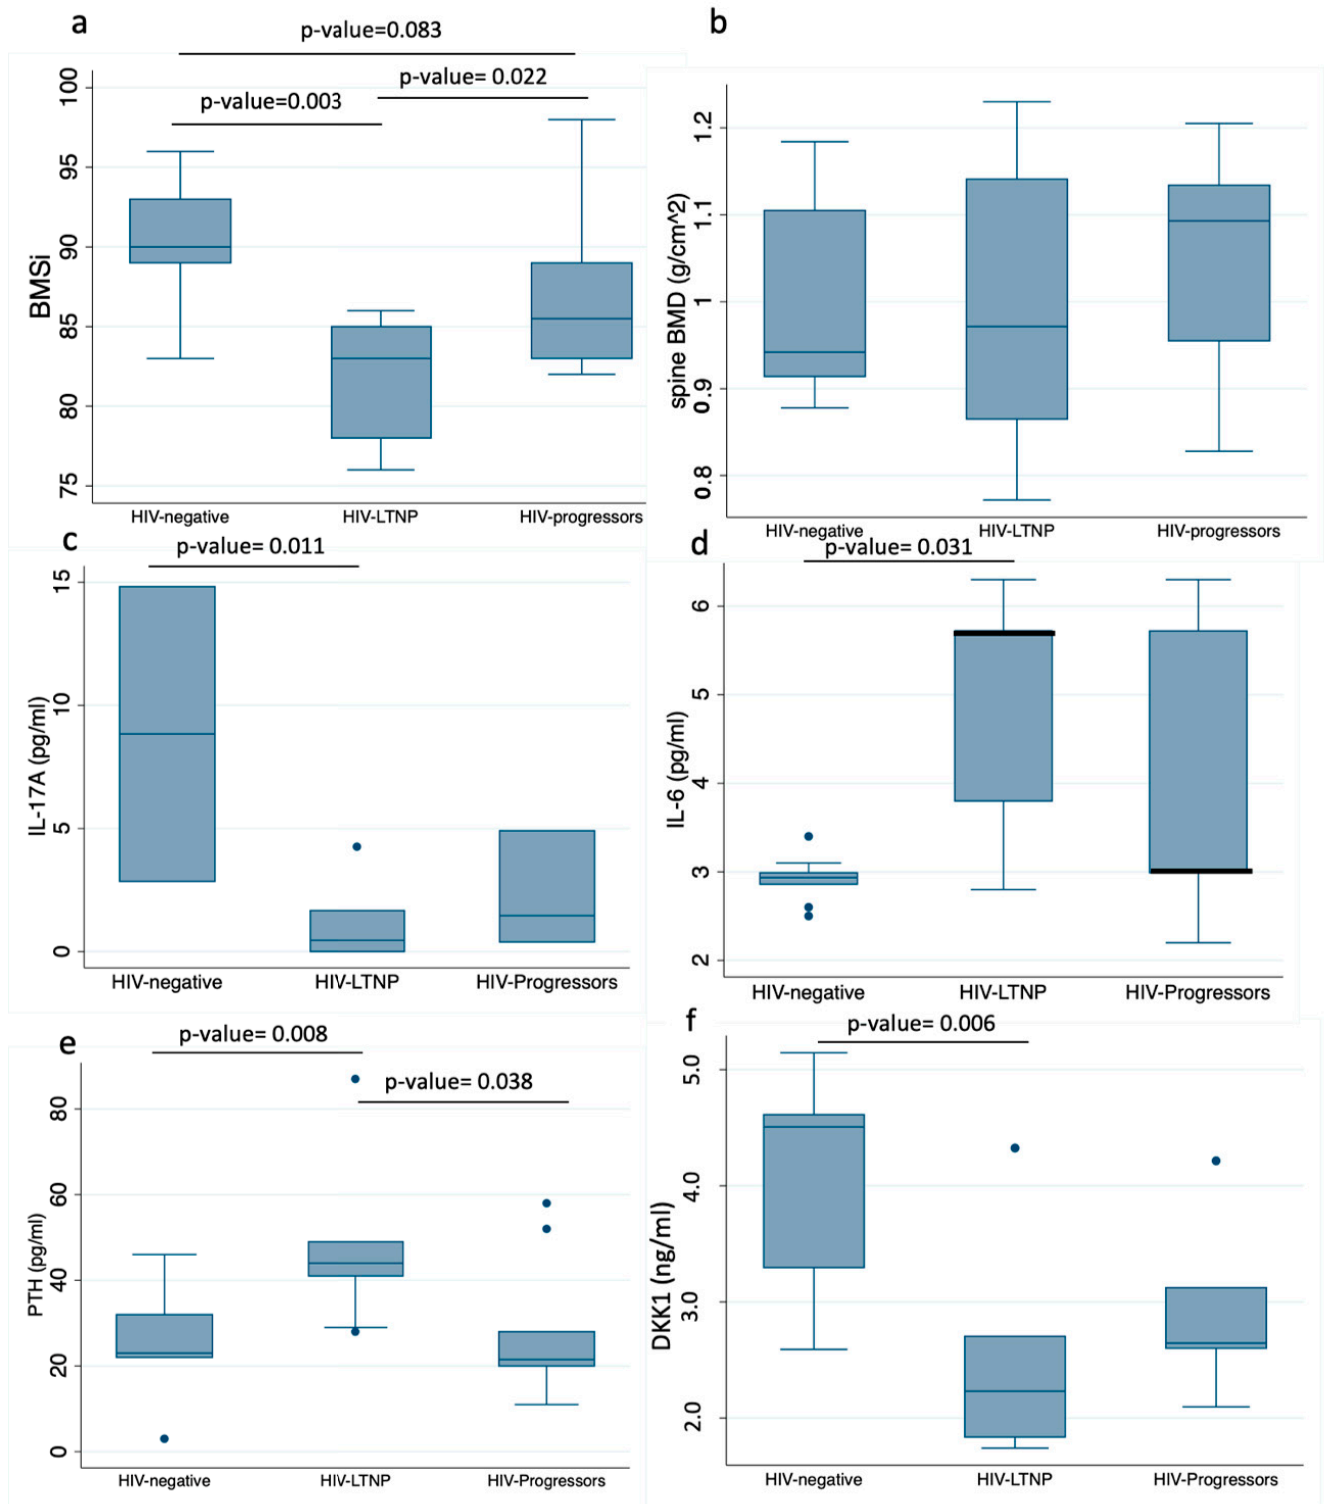 a
p-value=0.083
p-value= 0.022
p-value=0.003
BMSi
100
95
90
85
80
75
HIV-negative HIV-LTNP HIV-progressors
b
spine BMD (g/cm^2)
1.2
1.1
1
0.9
0.8
HIV-negative HIV-LTNP HIV-progressors
c
p-value= 0.011
IL-17A (pg/ml)
15
10
5
0
HIV-negative HIV-LTNP HIV-Progressors
d
p-value= 0.031
IL-6 (pg/ml)
6
5
4
3
2
HIV-negative HIV-LTNP HIV-Progressors
e
p-value= 0.008
p-value= 0.038
PTH (pg/ml)
80
60
40
20
0
HIV-negative HIV-LTNP HIV-Progressors
f
p-value= 0.006
DKK1 (ng/ml)
5.0
4.0
3.0
2.0
HIV-negative HIV-LTNP HIV-Progressors